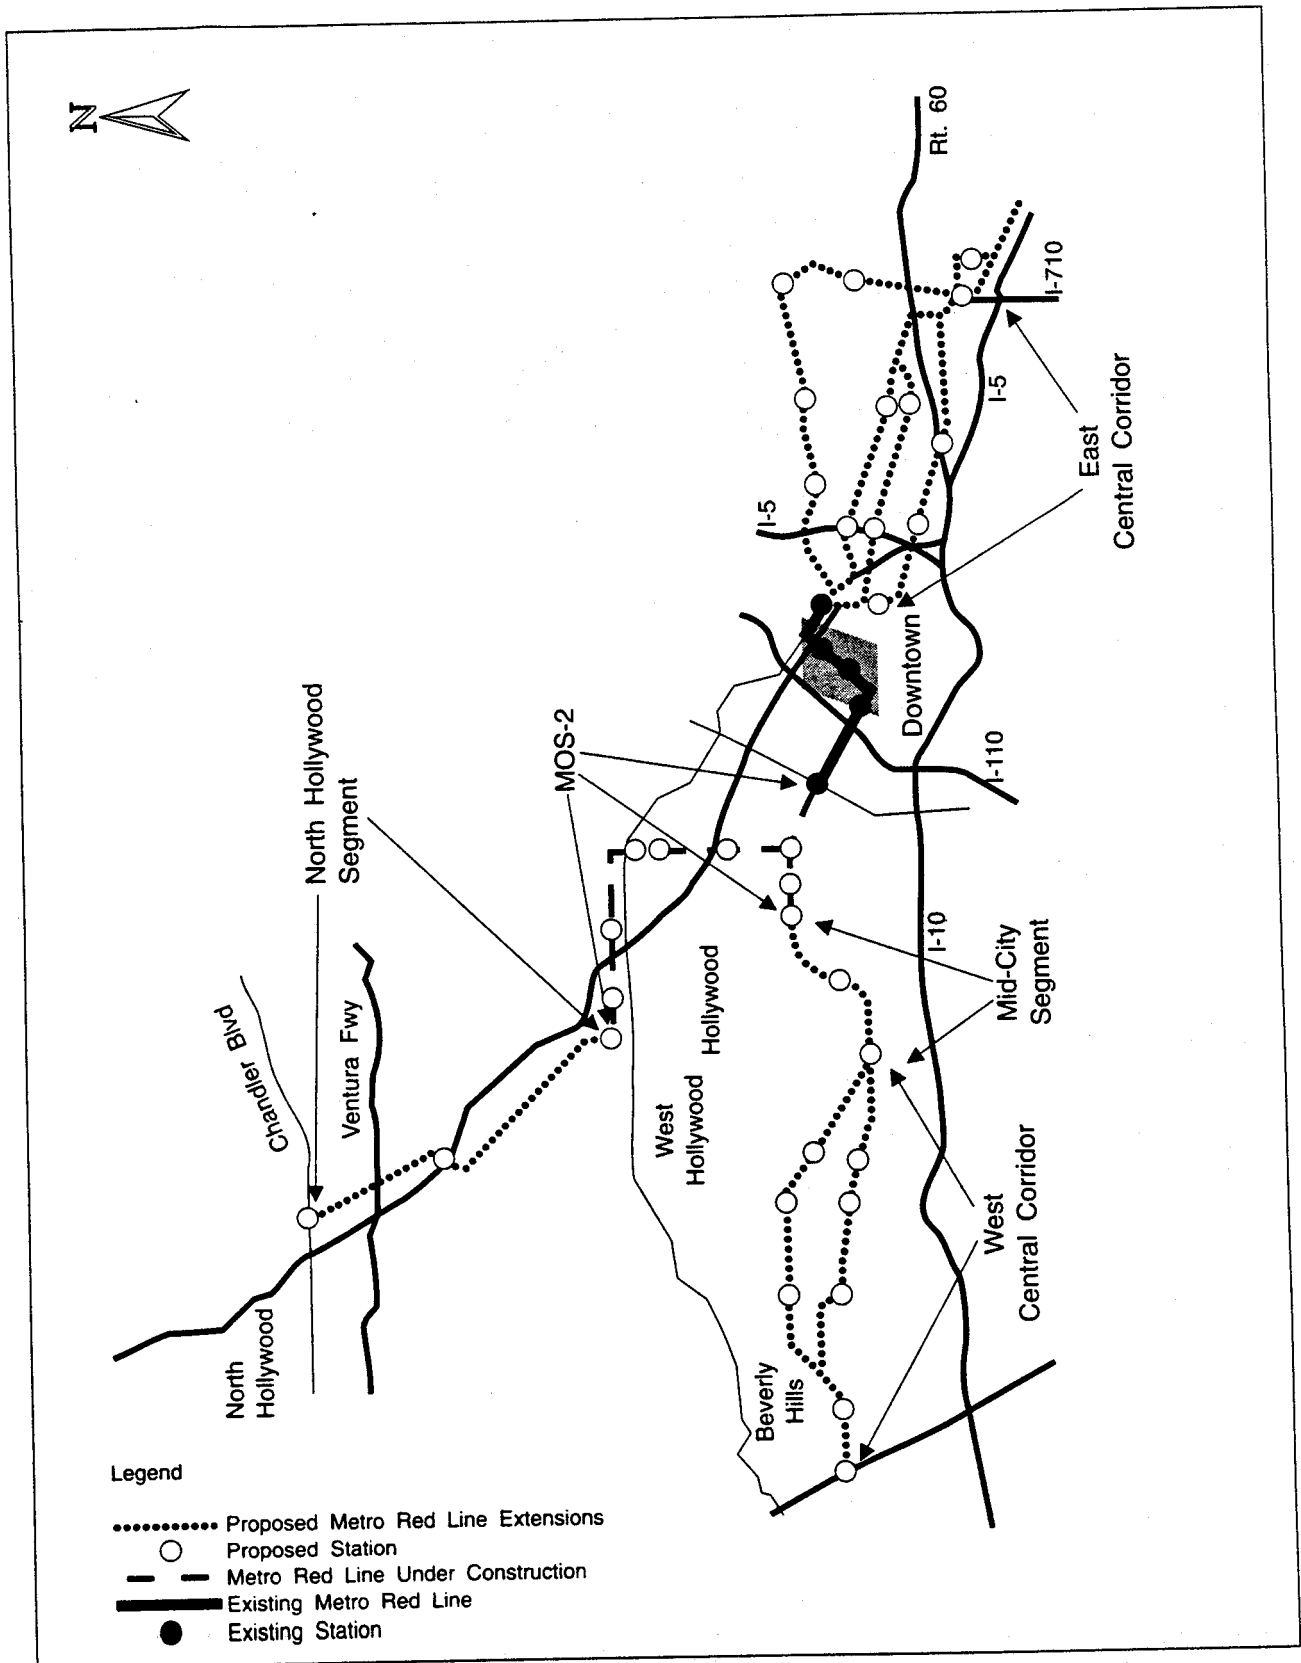 N
Rt. 60
I-710
I-5
East
Central Corridor
I-5
Downtown
I-110
North Hollywood
Segment
MOS-2
I-10
Mid-City
Segment
Hollywood
West
Hollywood
Chandler Blvd
Ventura Fwy
West
Central Corridor
Beverly
Hills
North
Hollywood
Legend
Proposed Metro Red Line Extensions
Proposed Station
Metro Red Line Under Construction
Existing Metro Red Line
Existing Station